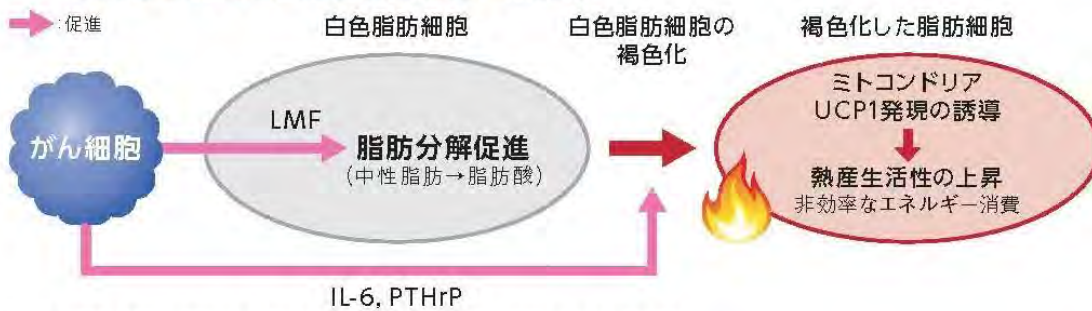 :促進
白色脂肪細胞
白色脂肪細胞の
褐色化
褐色化した脂肪細胞
がん細胞
LMF
脂肪分解促進
(中性脂肪→脂肪酸)
ミトコンドリア
UCP1発現の誘導
熱産生活性の上昇
非効率なエネルギー消費
IL-6, PTHrP